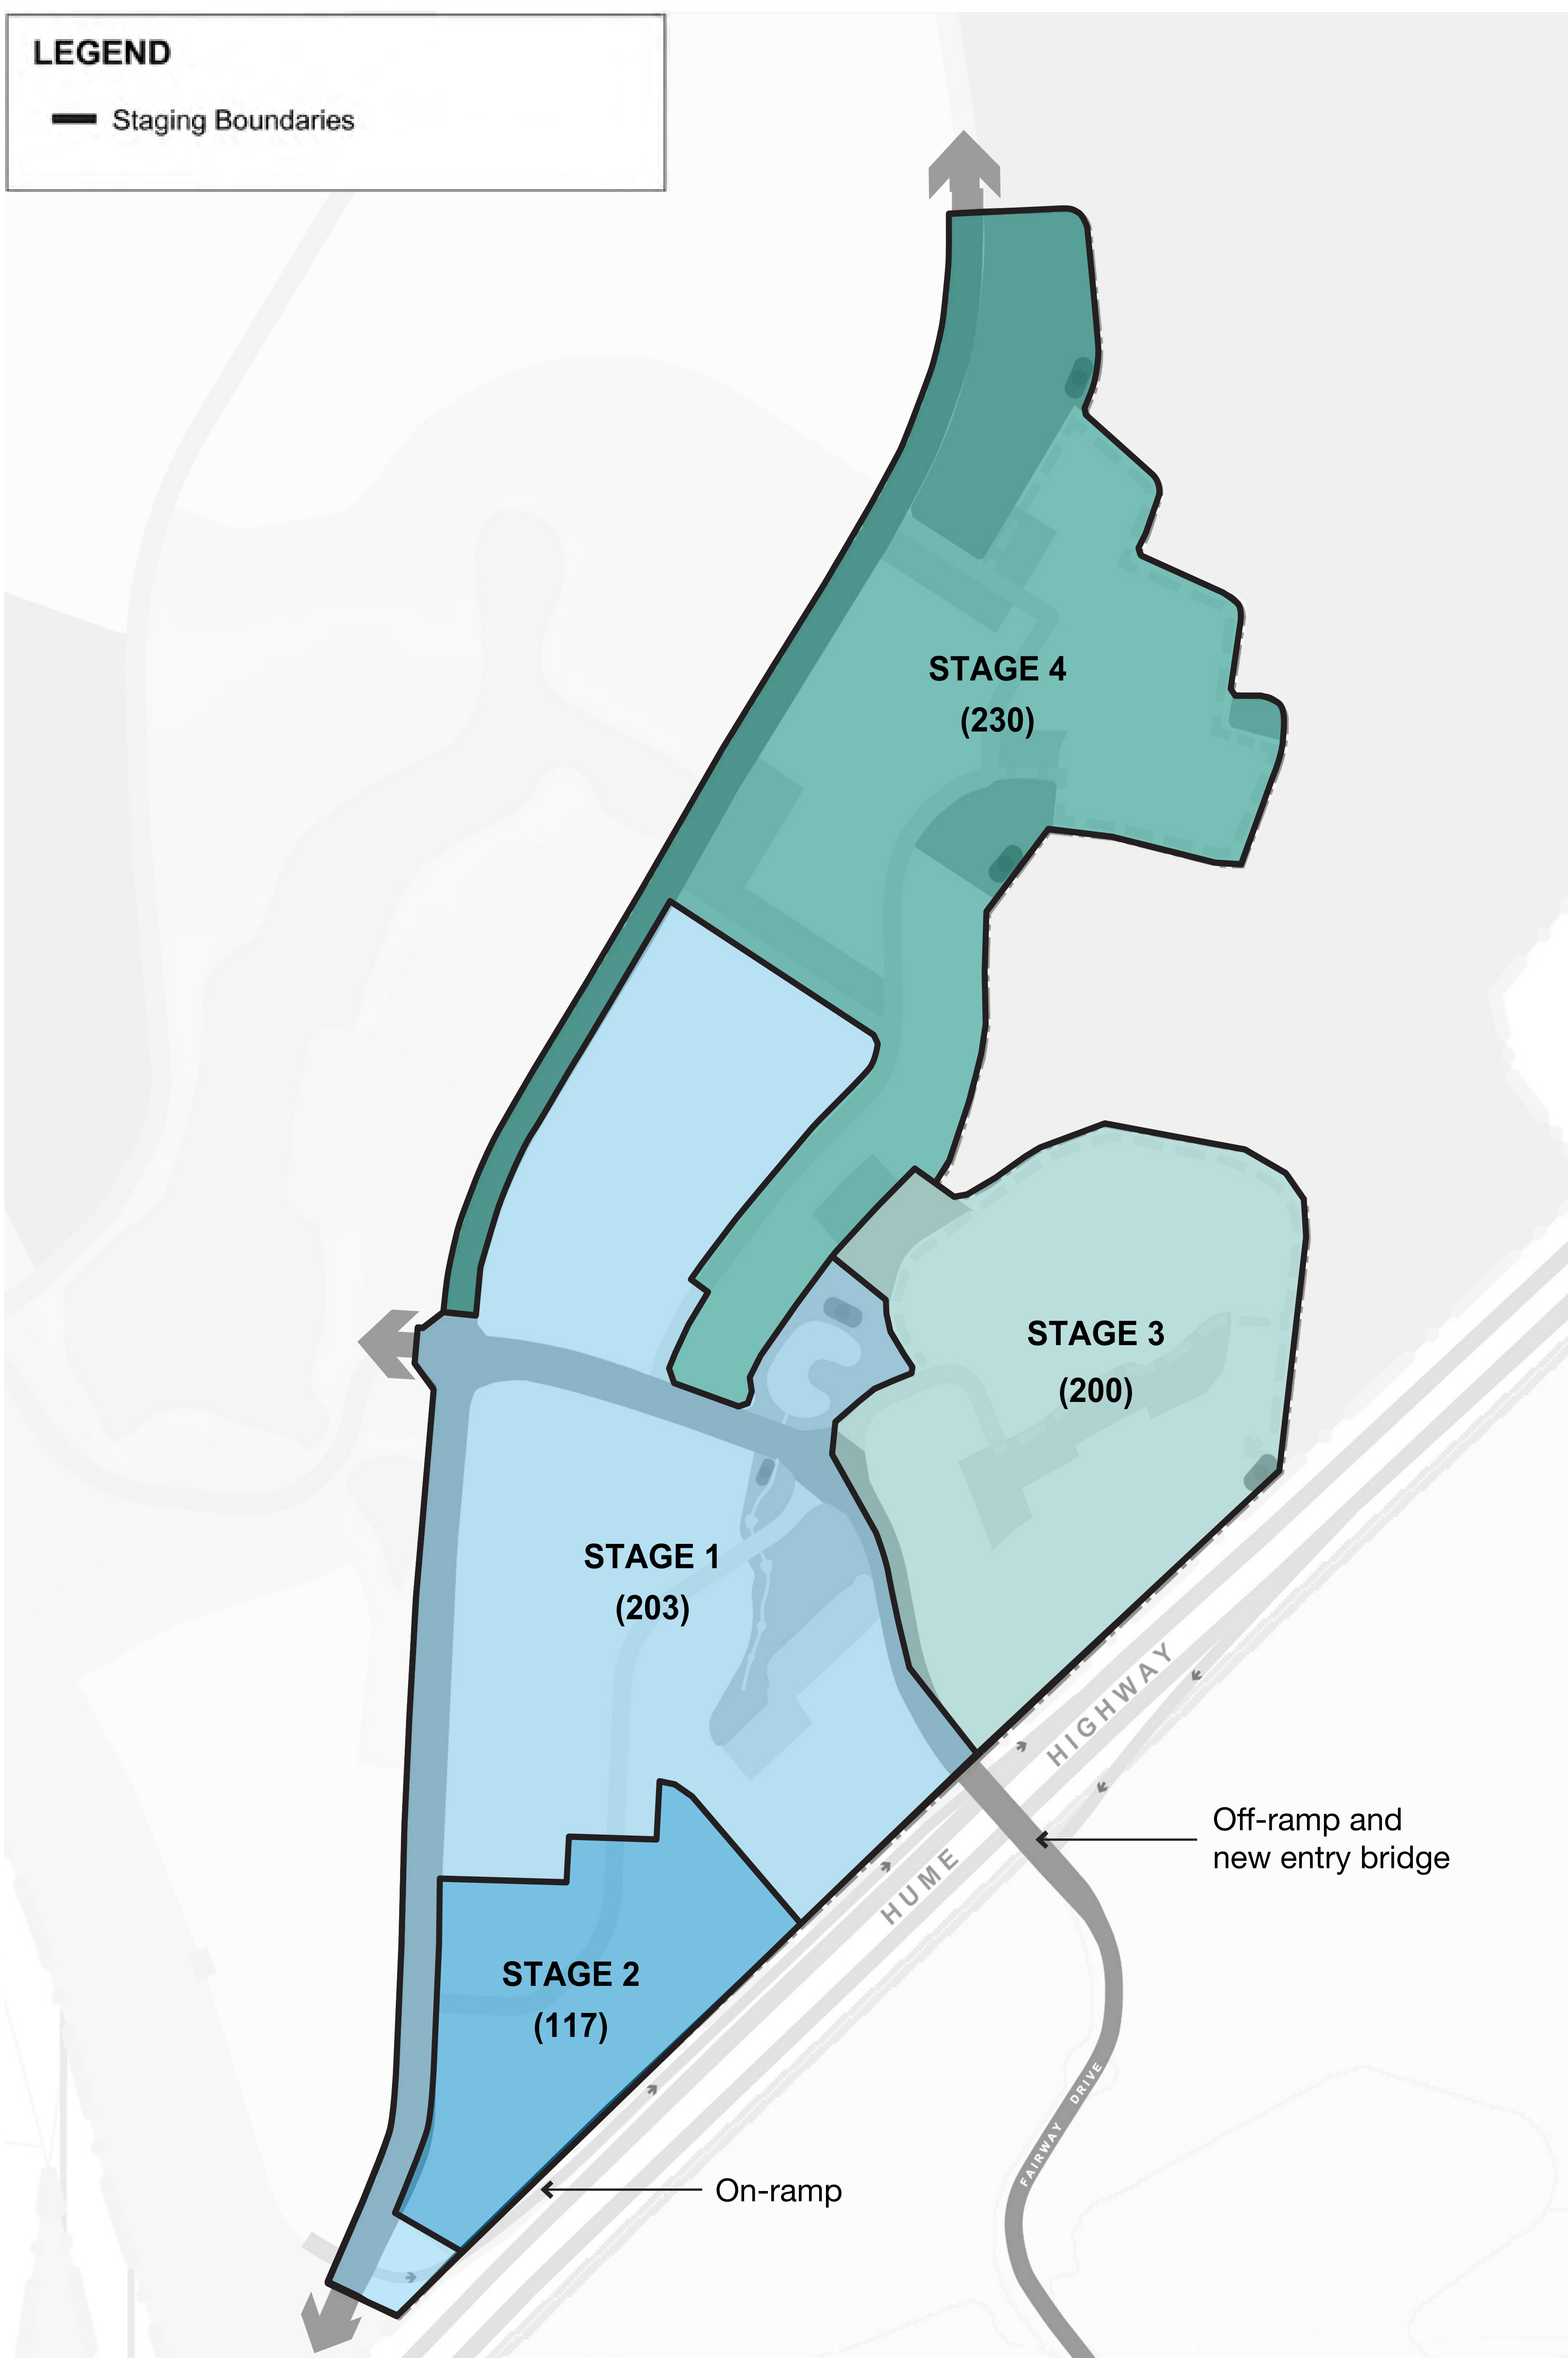 LEGEND
Staging Boundaries
STAGE 4
(230)
STAGE 3
(200)
STAGE 1
(203)
HUME HIGHWAY
Off-ramp and
new entry bridge
STAGE 2
(117)
FAIRWAY DRIVE
On-ramp